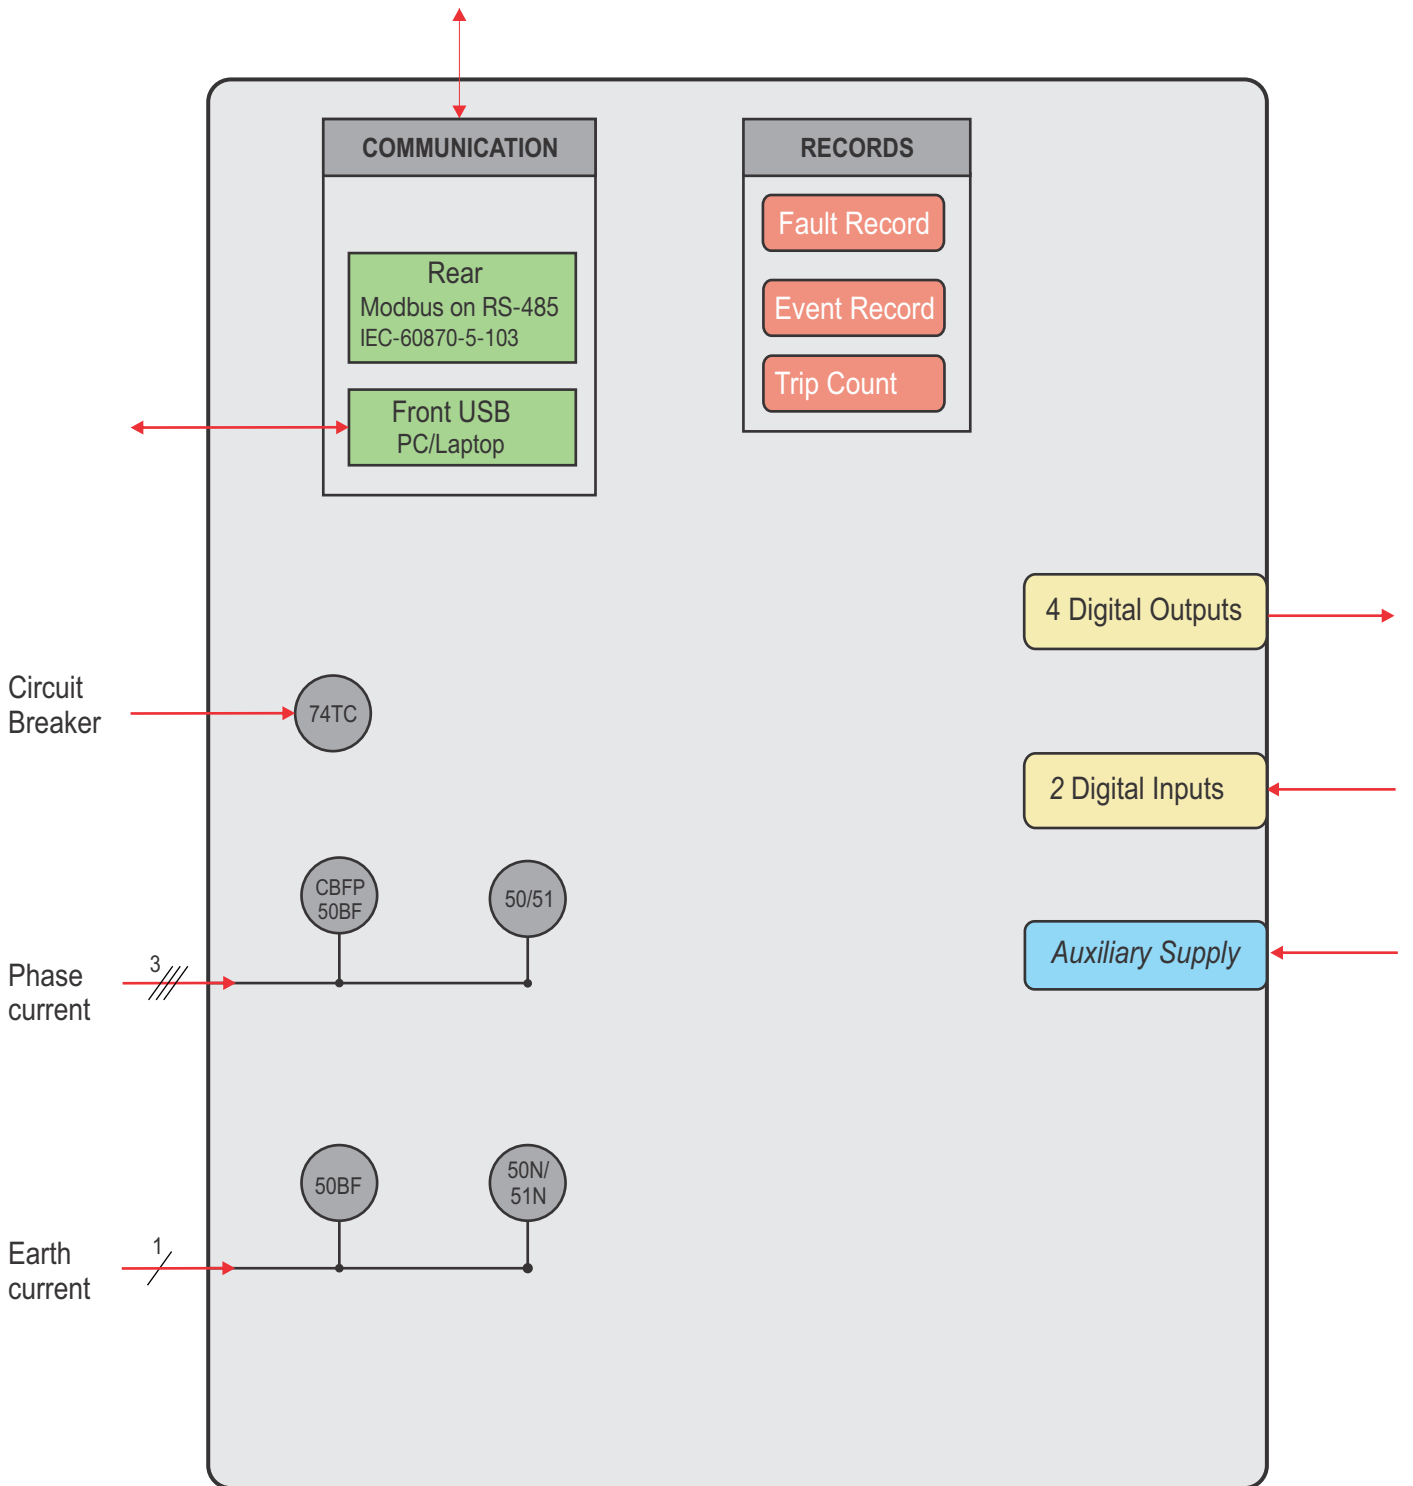 COMMUNICATION
Rear
Modbus on RS-485
IEC-60870-5-103
Front USB
PC/Laptop
RECORDS
Fault Record
Event Record
Trip Count
4 Digital Outputs
Circuit
Breaker
74TC
2 Digital Inputs
CBFP
50BF
50/51
Auxiliary Supply
Phase
current
3
50BF
50N/
51N
Earth
current
1